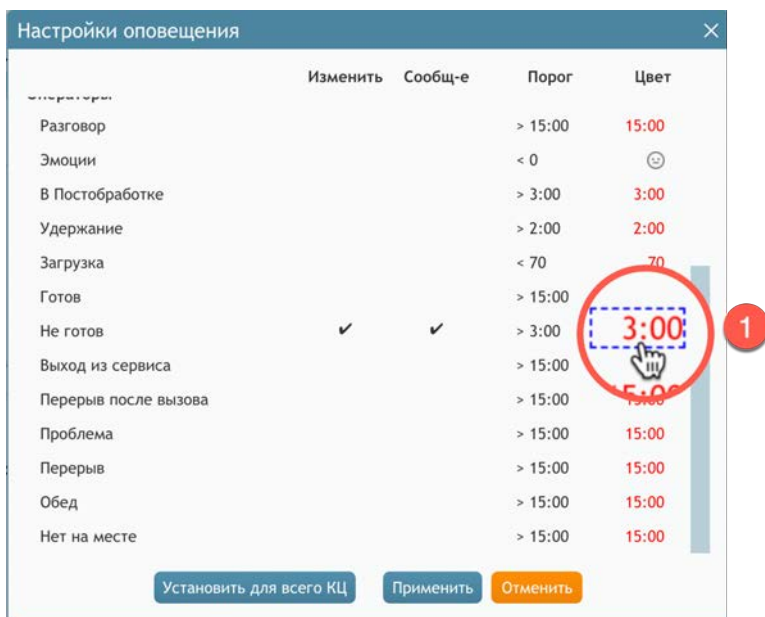 Настройки оповещения
Изменить Сообщ-е Порог Цвет
Операторы
Разговор > 15:00 15:00
Эмоции < 0
В Постобработке > 3:00 3:00
Удержание > 2:00 2:00
Загрузка < 70 70
Готов > 15:00
Не готов ✔ ✔ > 3:00 3:00 1
Выход из сервиса > 15:00
Перерыв после вызова > 15:00 15:00
Проблема > 15:00 15:00
Перерыв > 15:00 15:00
Обед > 15:00 15:00
Нет на месте > 15:00 15:00
Установить для всего КЦ Применить Отменить